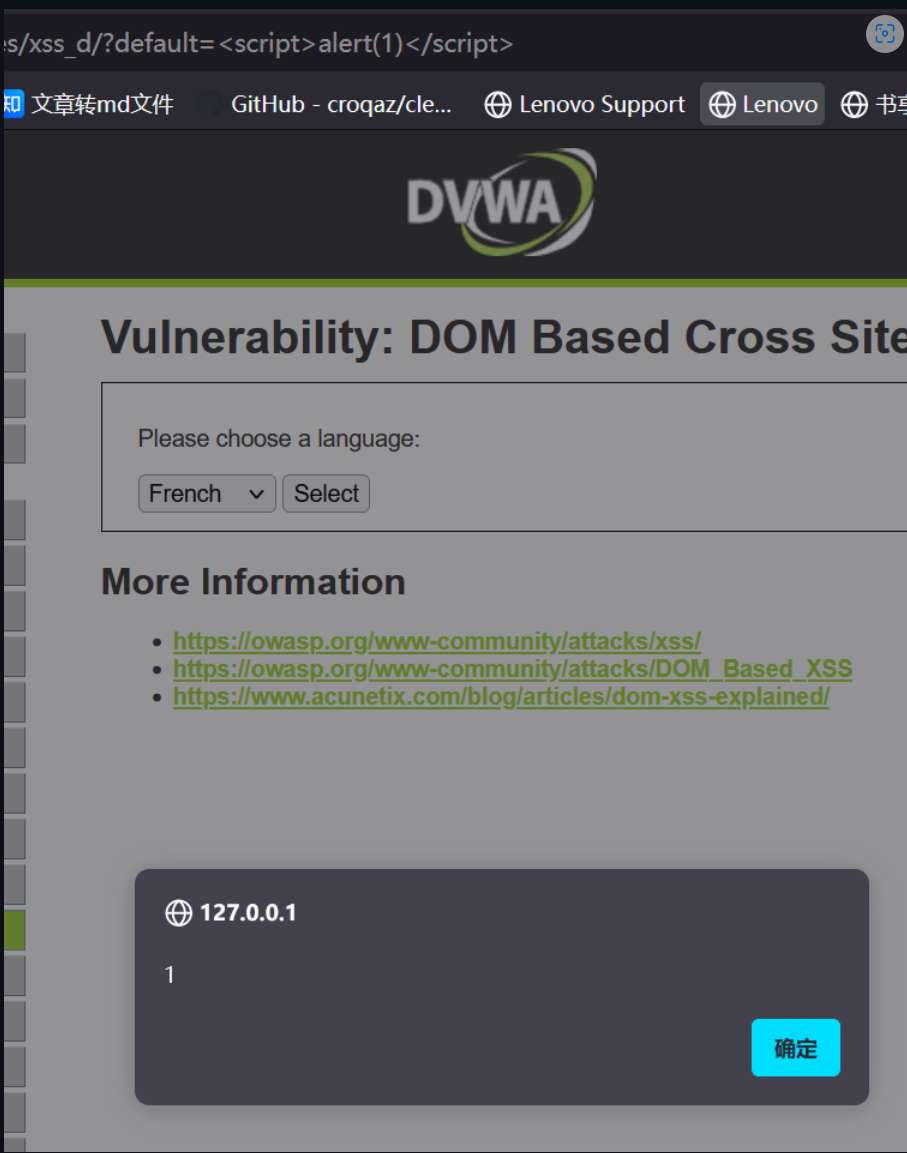 s/xss_d/?default=<script>alert(1)</script>
知 文章转md文件 GitHub - croqaz/cle... Lenovo Support Lenovo 书享
DVWA
Vulnerability: DOM Based Cross Site
Please choose a language:
French Select
More Information
https://owasp.org/www-community/attacks/xss/
https://owasp.org/www-community/attacks/DOM_Based_XSS
https://www.acunetix.com/blog/articles/dom-xss-explained/
127.0.0.1
1
确定